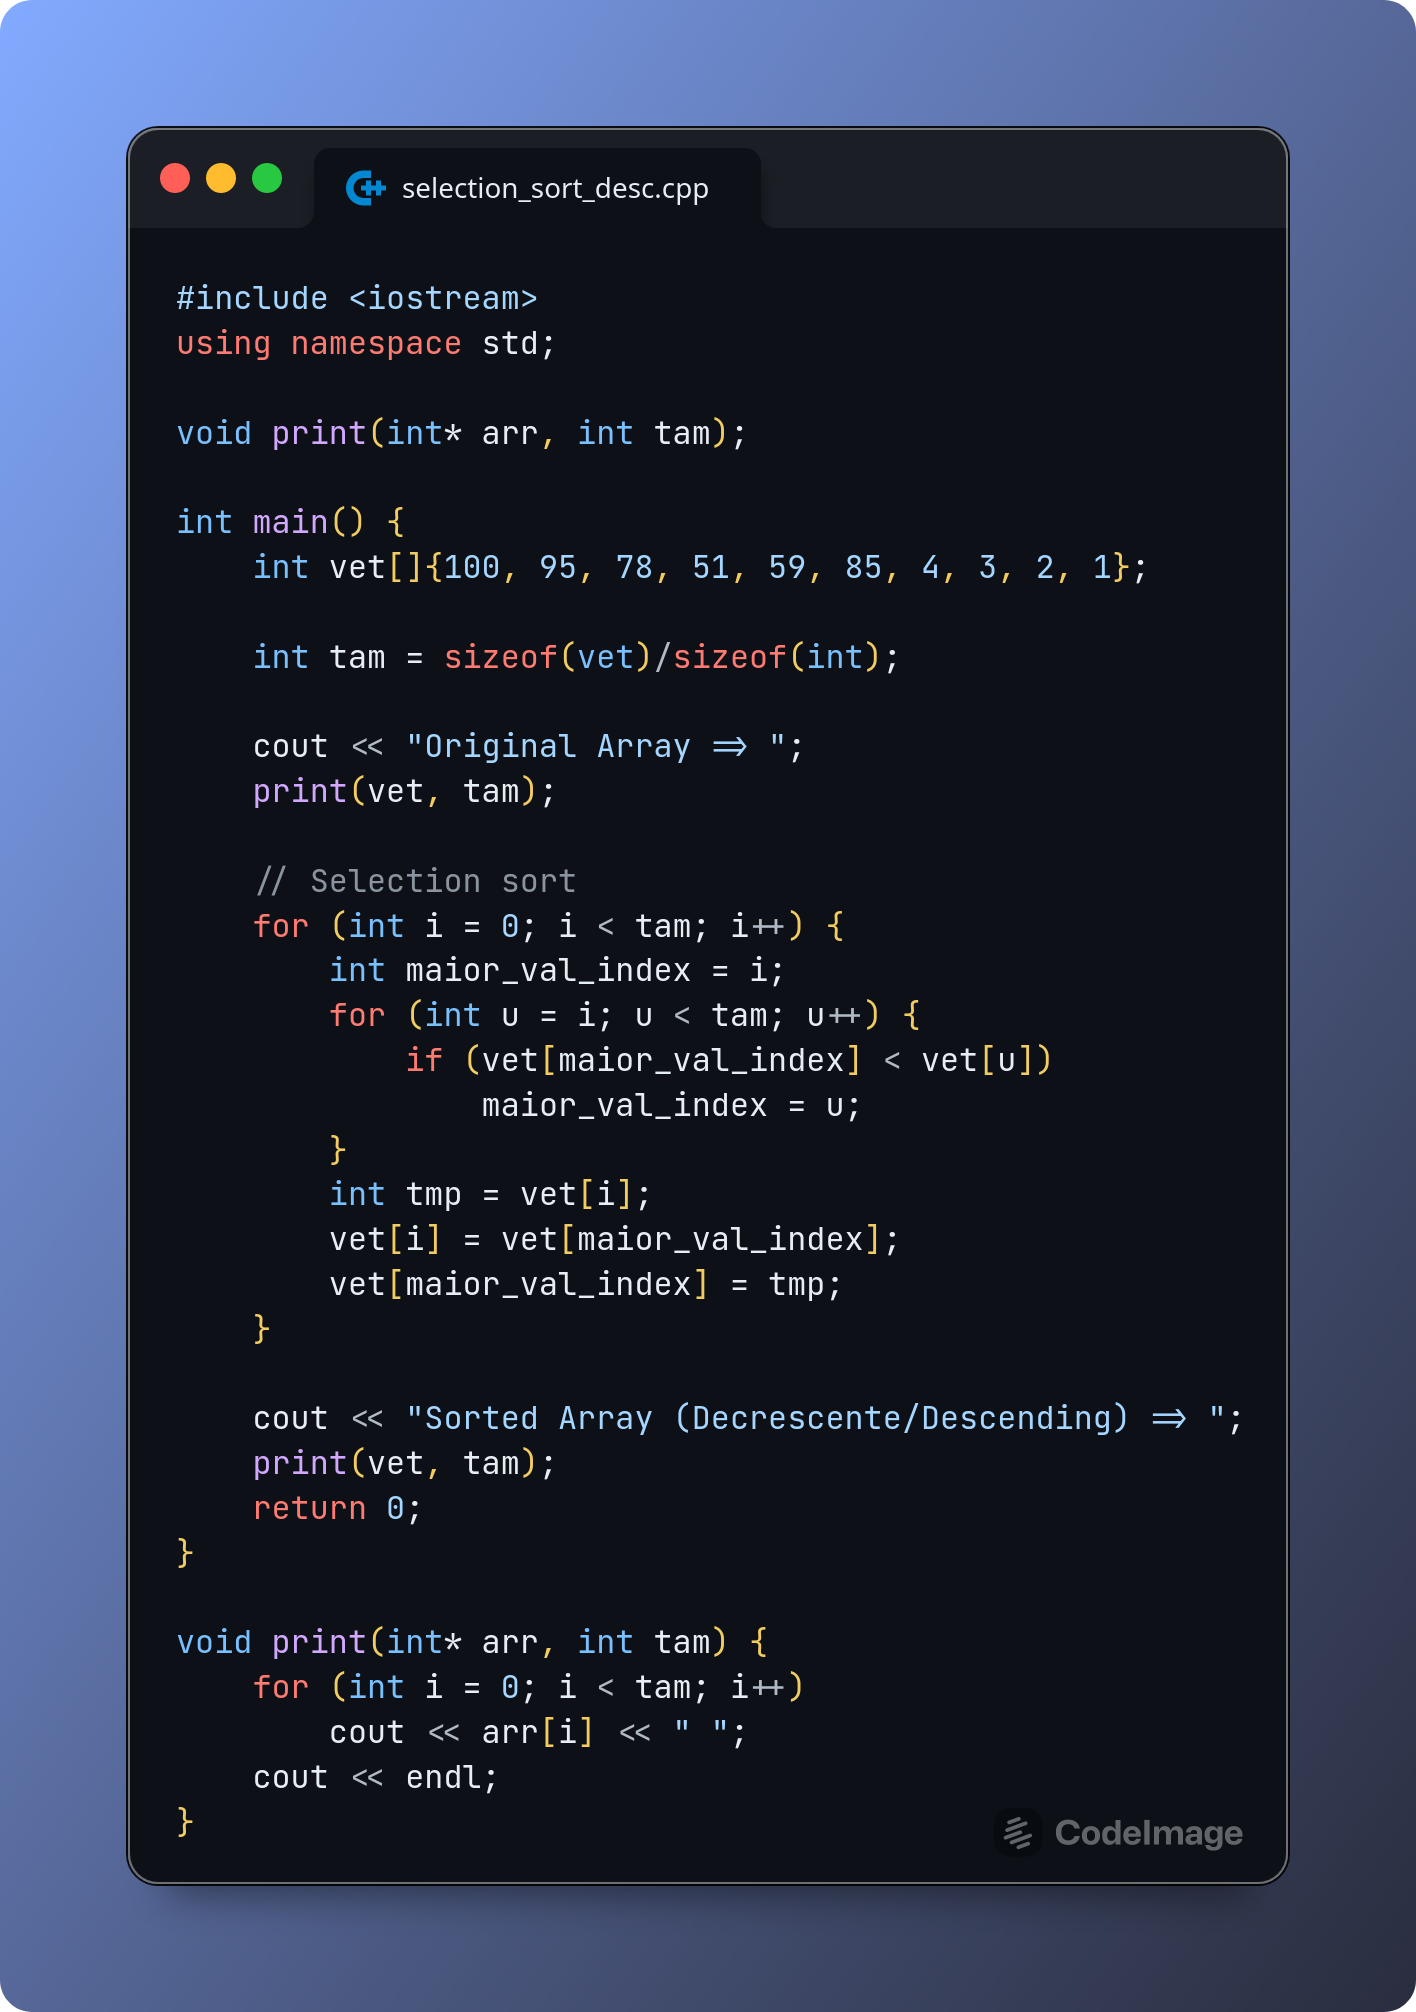 selection_sort_desc.cpp
#include <iostream>
using namespace std;

void print(int* arr, int tam);

int main() {
    int vet[]{100, 95, 78, 51, 59, 85, 4, 3, 2, 1};

    int tam = sizeof(vet)/sizeof(int);

    cout << "Original Array => ";
    print(vet, tam);

    // Selection sort
    for (int i = 0; i < tam; i++) {
        int maior_val_index = i;
        for (int u = i; u < tam; u++) {
            if (vet[maior_val_index] < vet[u])
                maior_val_index = u;
        }
        int tmp = vet[i];
        vet[i] = vet[maior_val_index];
        vet[maior_val_index] = tmp;
    }

    cout << "Sorted Array (Decrescente/Descending) => ";
    print(vet, tam);
    return 0;
}

void print(int* arr, int tam) {
    for (int i = 0; i < tam; i++)
        cout << arr[i] << " ";
    cout << endl;
}
CodeImage